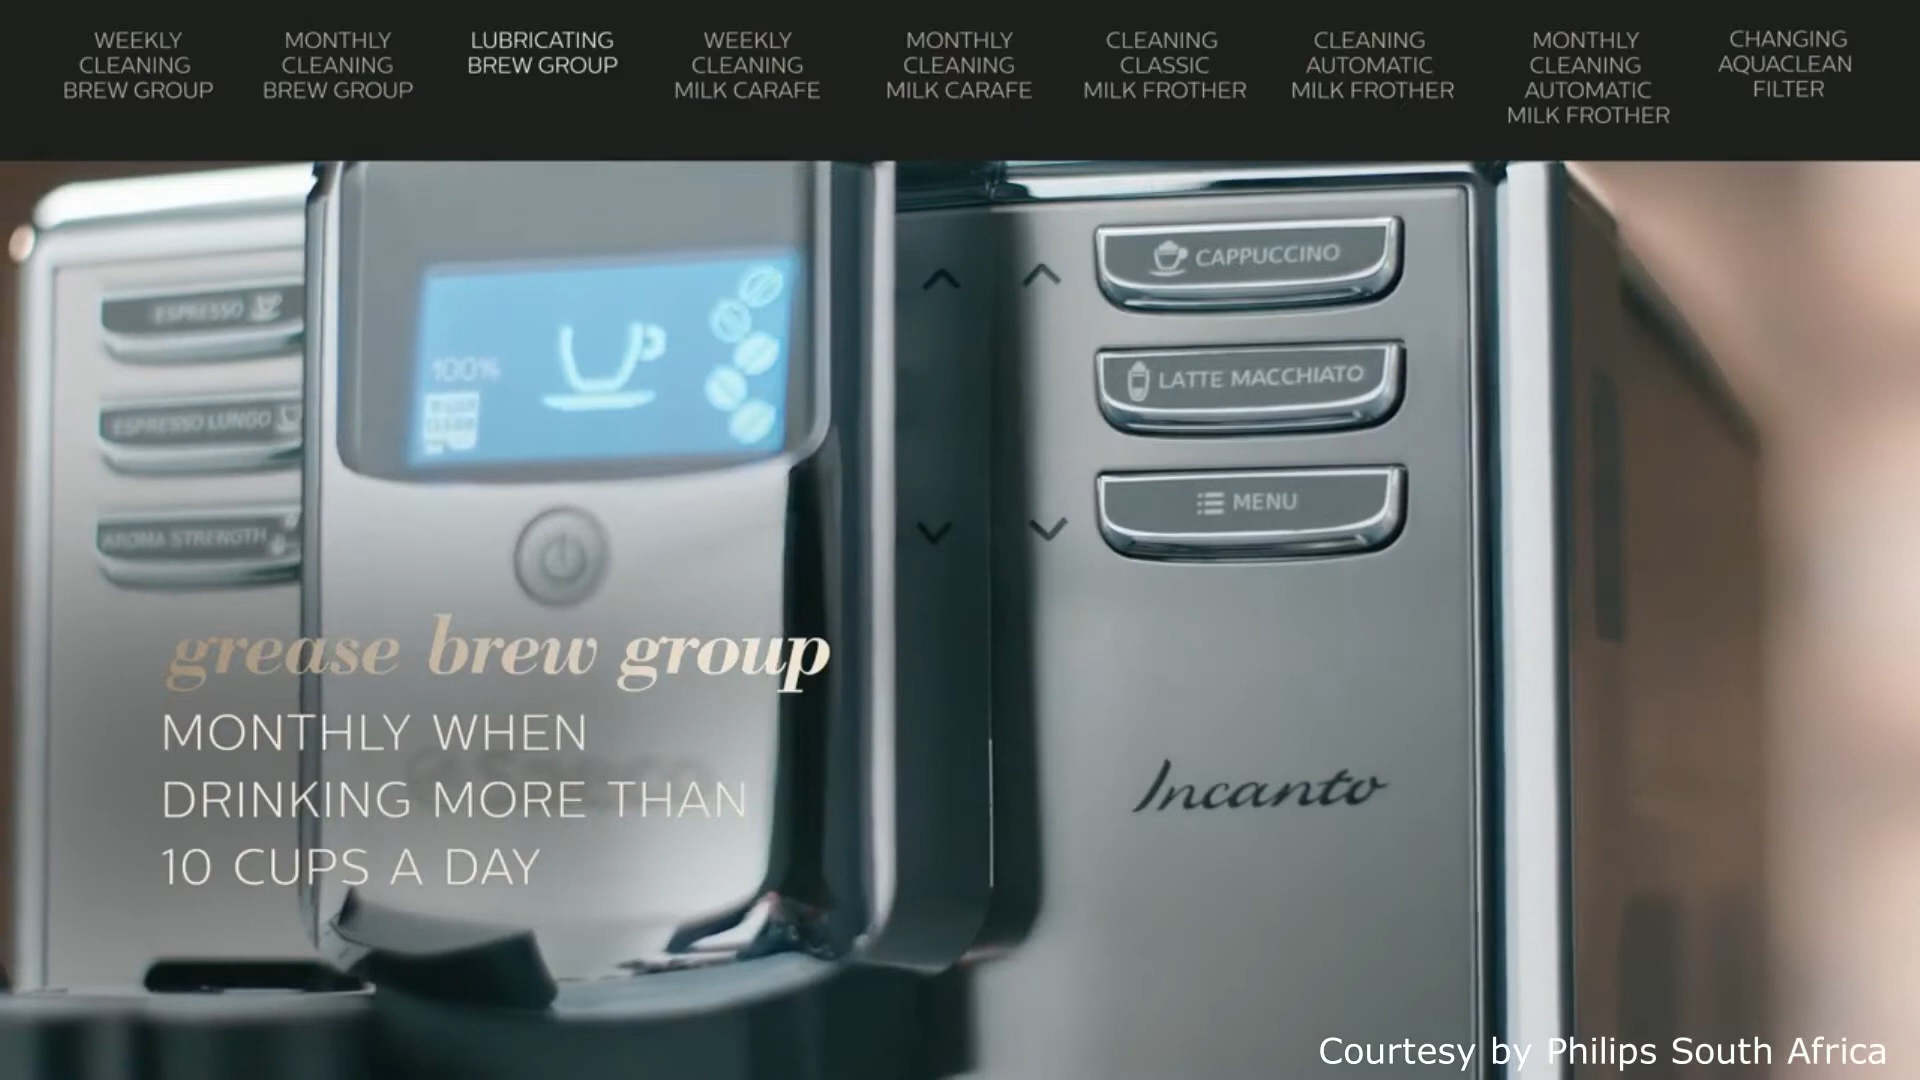 WEEKLY
CLEANING
BREW GROUP
MONTHLY
CLEANING
BREW GROUP
LUBRICATING
BREW GROUP
WEEKLY
CLEANING
MILK CARAFE
MONTHLY
CLEANING
MILK CARAFE
CLEANING
CLASSIC
MILK FROTHER
CLEANING
AUTOMATIC
MILK FROTHER
MONTHLY
CLEANING
AUTOMATIC
MILK FROTHER
CHANGING
AQUACLEAN
FILTER
ESPRESSO
ESPRESSO LUNGO
AROMA STRENGTH
100%
CAPPUCCINO
LATTE MACCHIATO
MENU
grease brew group
MONTHLY WHEN
DRINKING MORE THAN
10 CUPS A DAY
Incanto
Courtesy by Philips South Africa